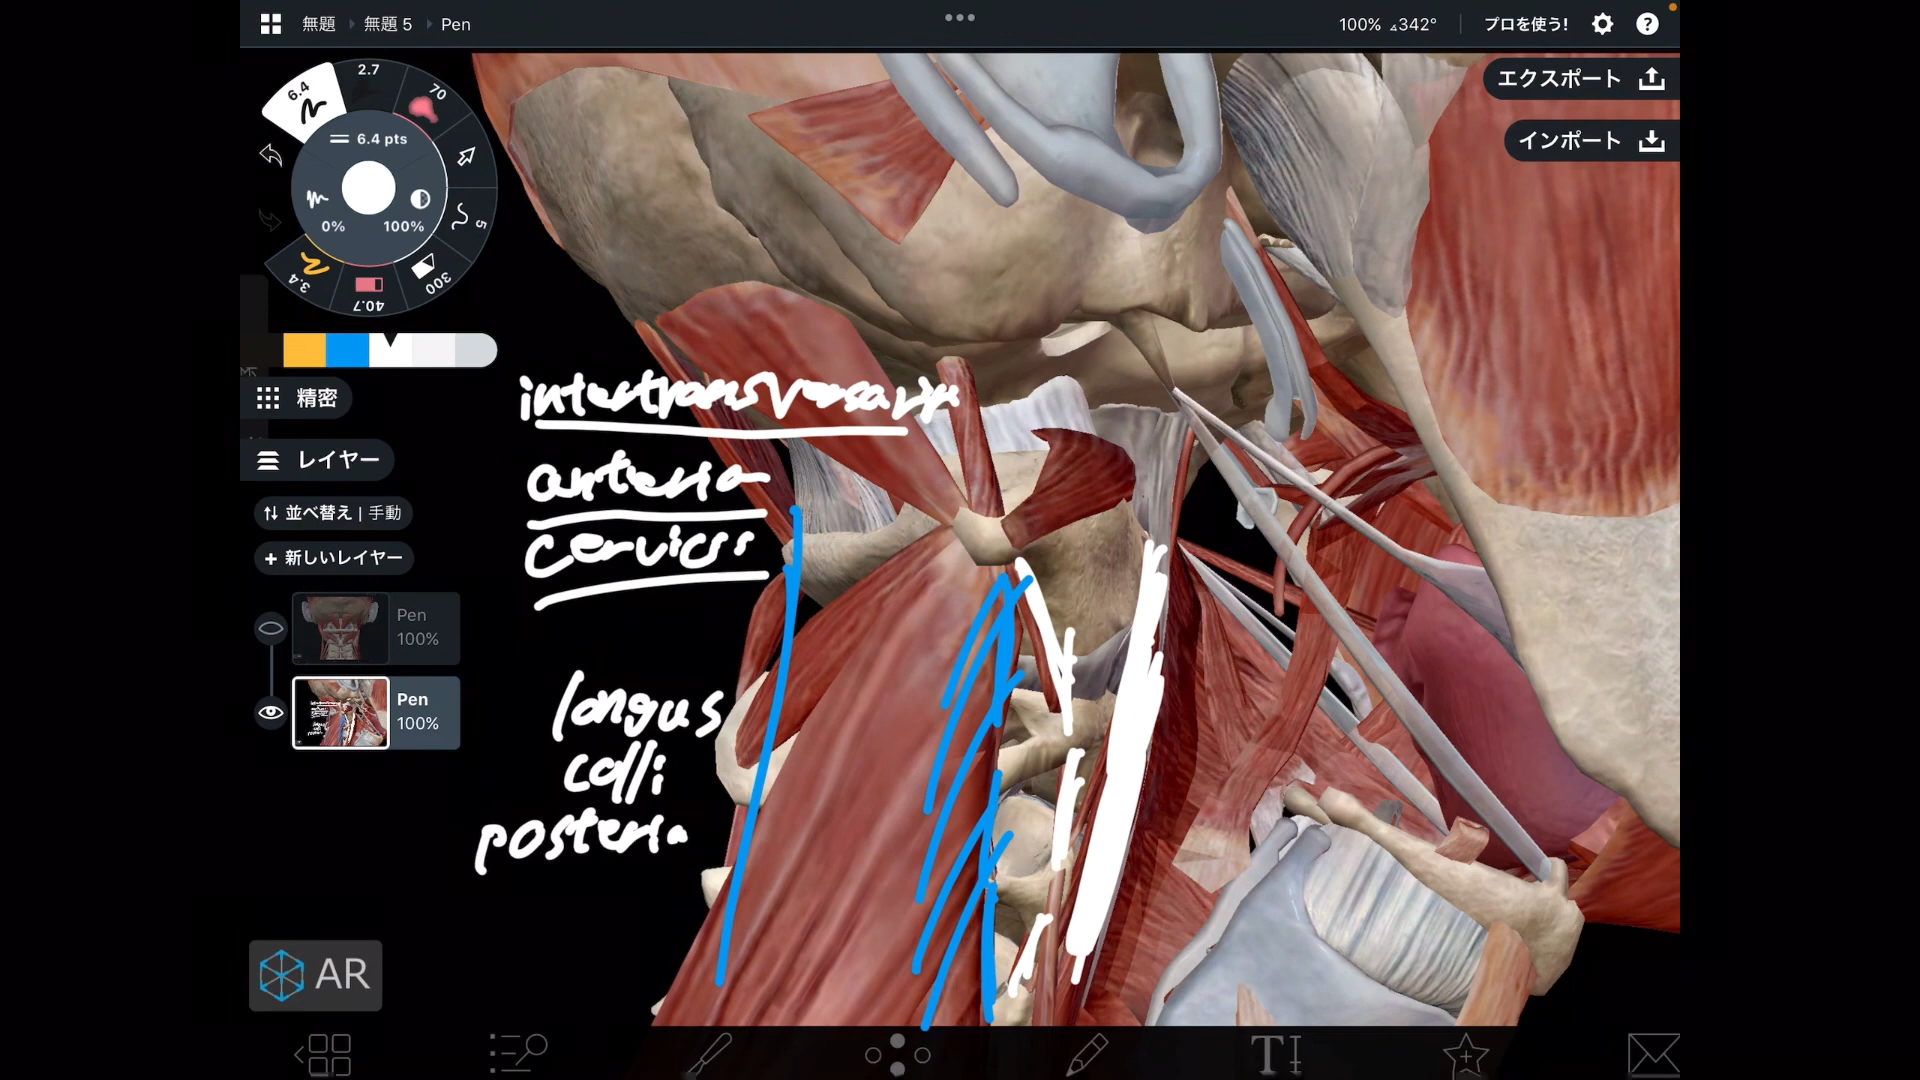 無題 無題 5 Pen
100% ⊿342° プロを使う!
エクスポート
インポート
2.7
6.4
70
6.4 pts
0% 100%
5
300
40.7
3.4
精密
レイヤー
並べ替え | 手動
+ 新しいレイヤー
Pen
100%
Pen
100%
intertransversarii
anteria
cervicis
longus
colli
posteria
AR